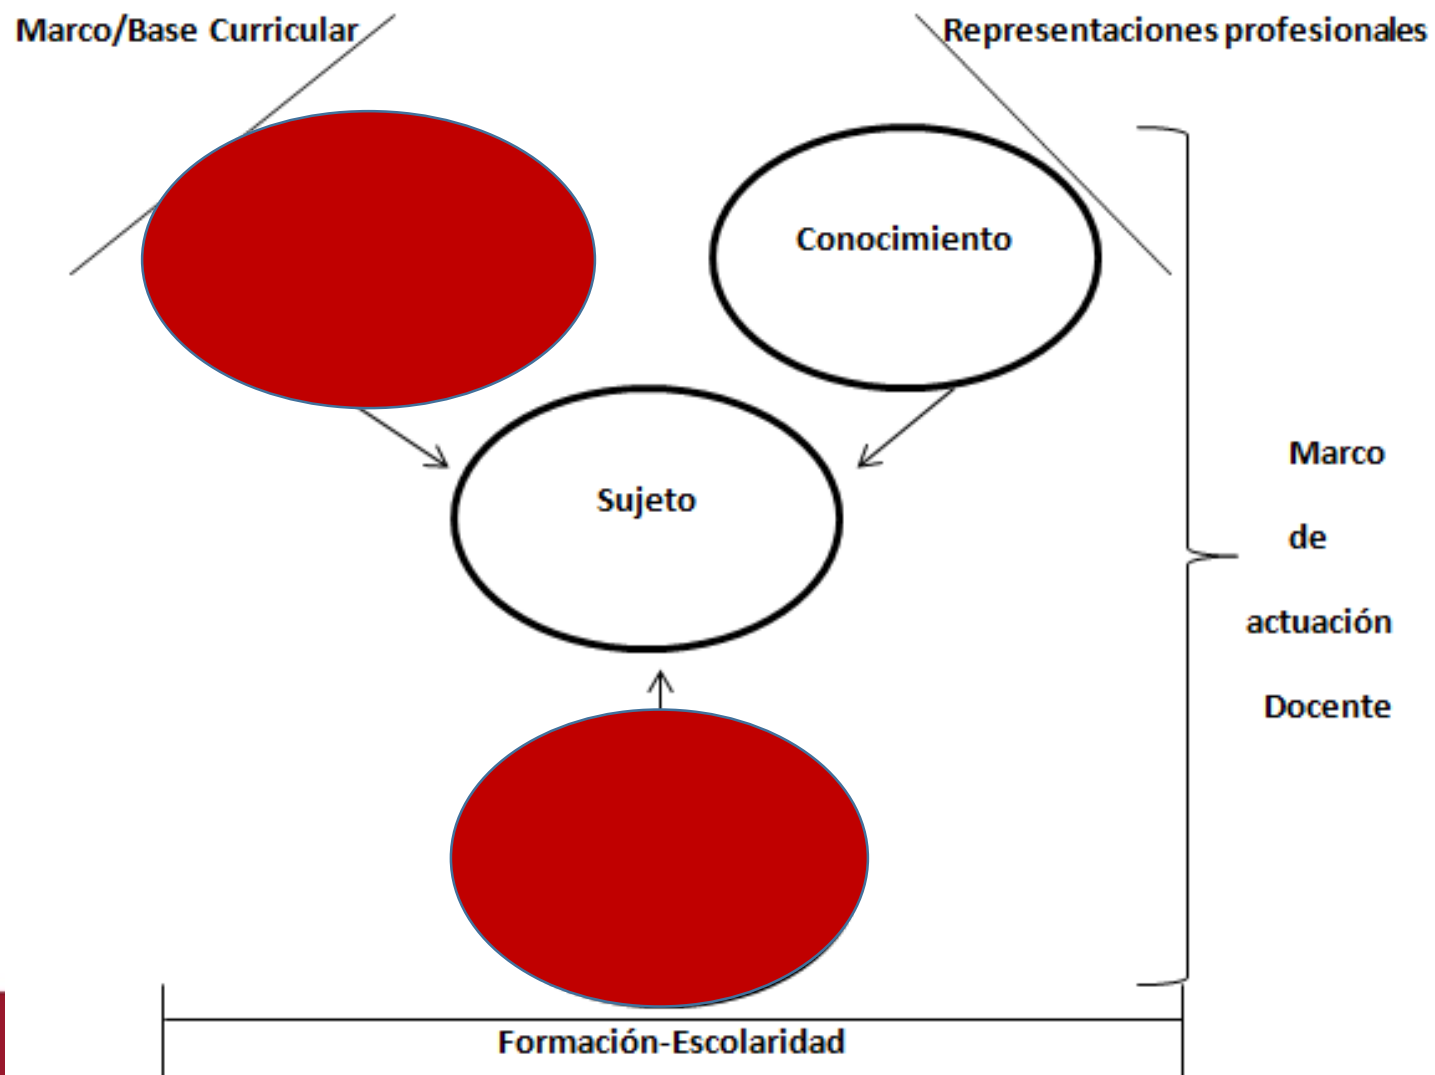 Marco/Base Curricular
Representaciones profesionales
Conocimiento
Sujeto
Marco
de
actuación
Docente
Formación-Escolaridad